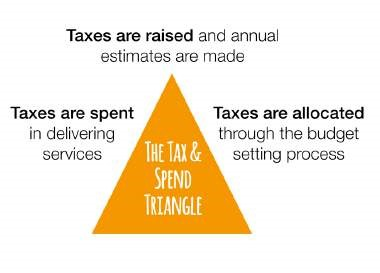 Taxes are raised and annual
estimates are made
Taxes are spent
in delivering
services
Taxes are allocated
through the budget
setting process
THE TAX &
SPEND
TRIANGLE